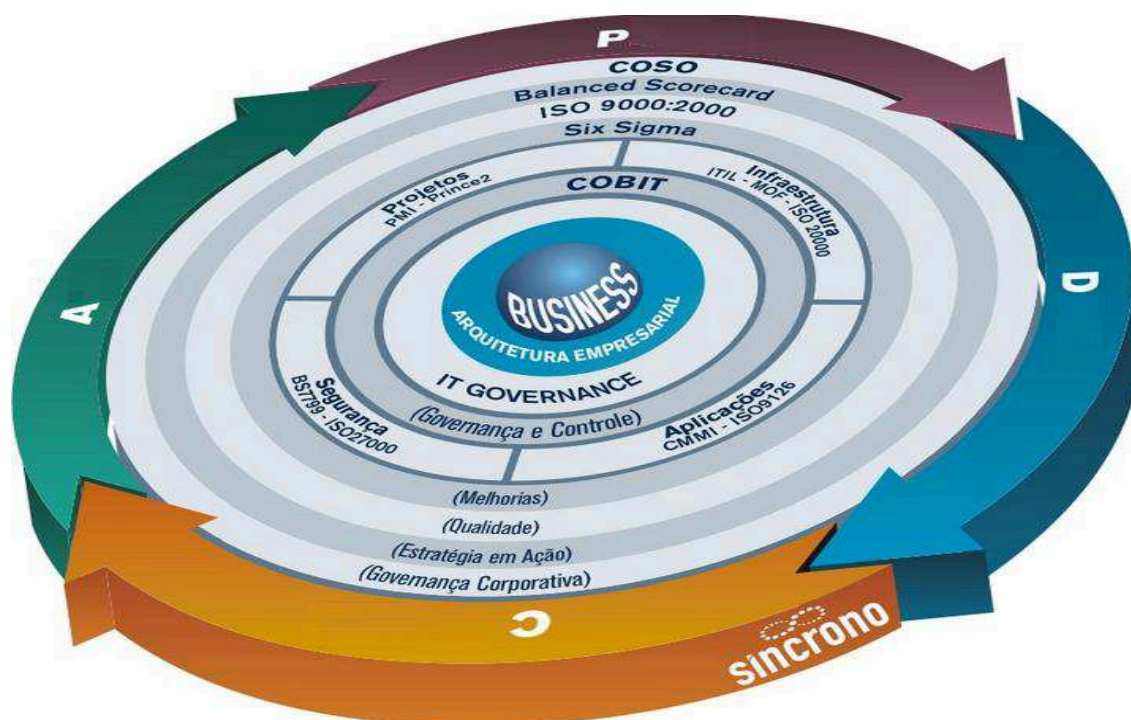 P
COSO
Balanced Scorecard
ISO 9000:2000
Six Sigma
Projetos
PMI - Prince2
Infraestrutura
ITIL - MOF - ISO 20000
COBIT
BUSINESS
ARQUITETURA EMPRESARIAL
IT GOVERNANCE
(Governança e Controle)
Segurança
BS7799 - ISO27000
Aplicações
CMMI - ISO9126
(Melhorias)
(Qualidade)
(Estratégia em Ação)
(Governança Corporativa)
A
D
C
síncrono